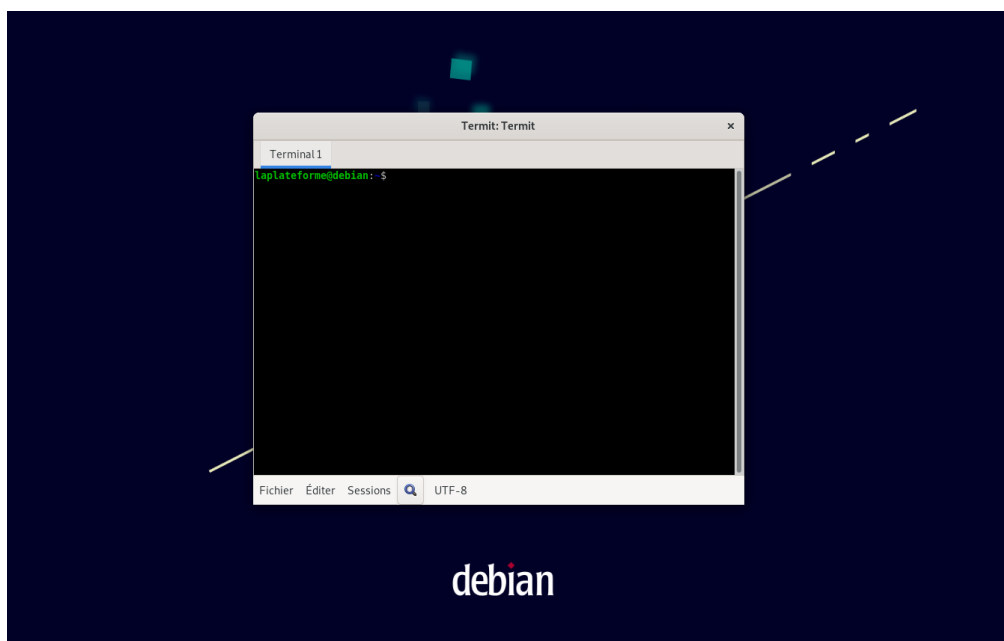 Termit: Termit ×
Terminal 1
laplateforme@debian: $
Fichier Éditer Sessions UTF-8
debian